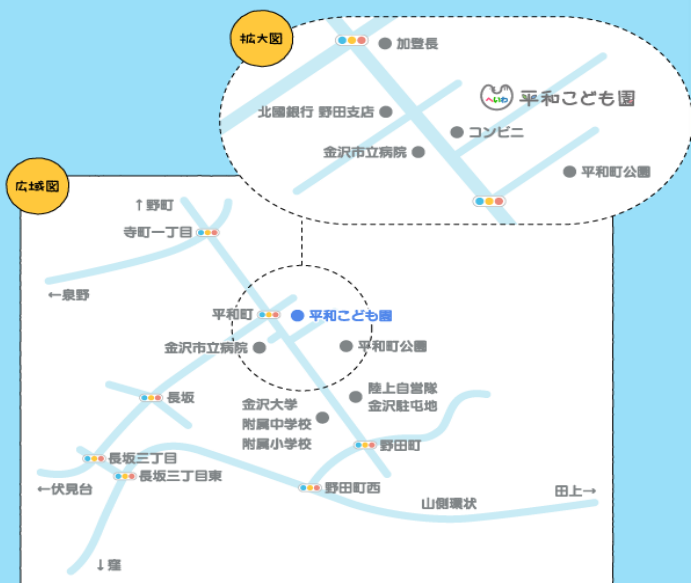 拡大図
加登長
へいわ
平和こども園
北國銀行 野田支店
コンビニ
金沢市立病院
平和町公園
広域図
↑野町
寺町一丁目
←泉野
平和町
平和こども園
金沢市立病院
平和町公園
長坂
陸上自営隊
金沢駐屯地
金沢大学
附属中学校
附属小学校
野田町
長坂三丁目
長坂三丁目東
←伏見台
野田町西
山側環状
田上→
↓窪